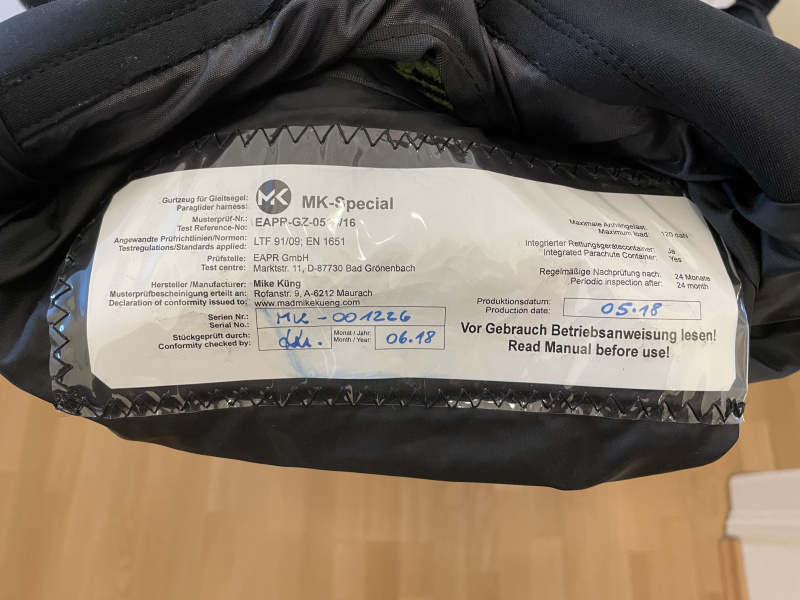 MK MK-Special
Gurtzeug für Gleitsegel:
Paraglider harness:
Musterprüf-Nr.:
Test Reference-No: /16
Angewandte Prüfrichtlinien/Normen:
Testregulations/Standards applied: LTF 91/09; EN 1651
Prüfstelle: EAPR GmbH
Test centre: Marktstr. 11, D-87730 Bad Grönenbach
Hersteller /Manufacturer: Mike Küng
Musterprüfbescheinigung erteilt an: Rofanstr. 9, A-6212 Maurach
Declaration of conformity issued to: www.madmikekueng.com
Serien Nr.: MK-001226
Serial No.:
Stückgeprüft durch:
Conformity checked by:
Monat / Jahr:
Month / Year: 06.18
Maximale Anhängelast:
Maximum load: 120 daN
Integrierter Rettungsgerätecontainer: Ja
Integrated Parachute Container: Yes
Regelmäßige Nachprüfung nach: 24 Monate
Periodic inspection after: 24 month
Produktionsdatum:
Production date: 05.18
Vor Gebrauch Betriebsanweisung lesen!
Read Manual before use!